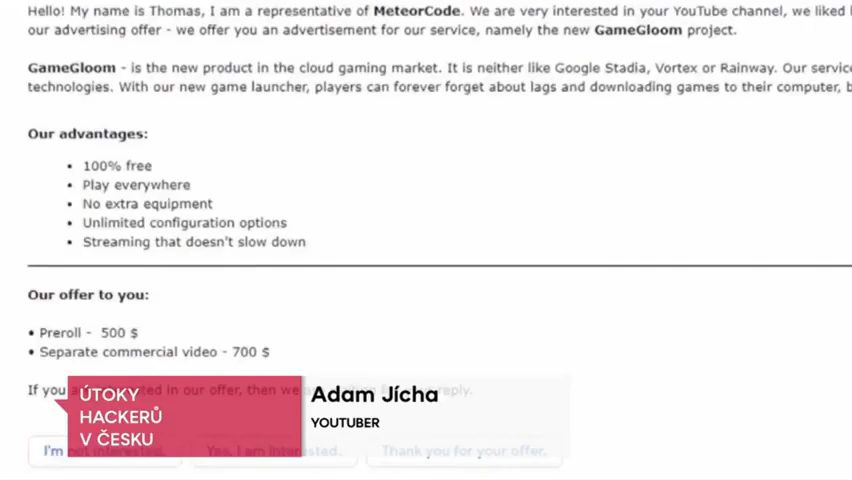 Hello! My name is Thomas, I am a representative of MeteorCode. We are very interested in your YouTube channel, we liked
our advertising offer - we offer you an advertisement for our service, namely the new GameGloom project.
GameGloom - is the new product in the cloud gaming market. It is neither like Google Stadia, Vortex or Rainway. Our
technologies. With our new game launcher, players can forever forget about lags and downloading games to their computer,
Our advantages:
• 100% free
• Play everywhere
• No extra equipment
• Unlimited configuration options
• Streaming that doesn't slow down
Our offer to you:
• Preroll - 500 $
• Separate commercial video - 700 $
If you in our offer, then reply.
ÚTOKY
HACKERŮ
V ČESKU
Adam Jícha
YOUTUBER
I'm not interested. Yes, I am interested. Thank you for your offer.